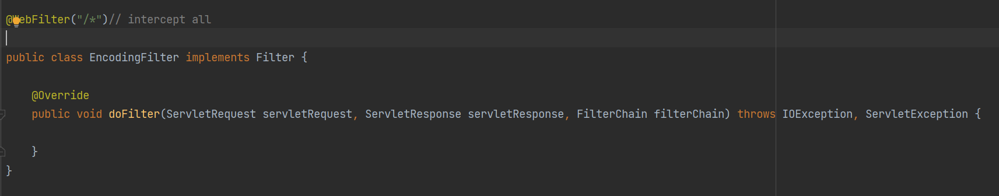 @WebFilter("/*")// intercept all
public class EncodingFilter implements Filter {
@Override
public void doFilter(ServletRequest servletRequest, ServletResponse servletResponse, FilterChain filterChain) throws IOException, ServletException {
}
}